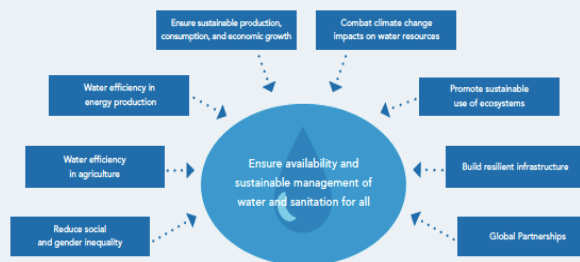 Ensure sustainable production,
consumption, and economic growth
Combat climate change
impacts on water resources
Water efficiency in
energy production
Promote sustainable
use of ecosystems
Water efficiency
in agriculture
Ensure availability and
sustainable management of
water and sanitation for all
Build resilient infrastructure
Reduce social
and gender inequality
Global Partnerships